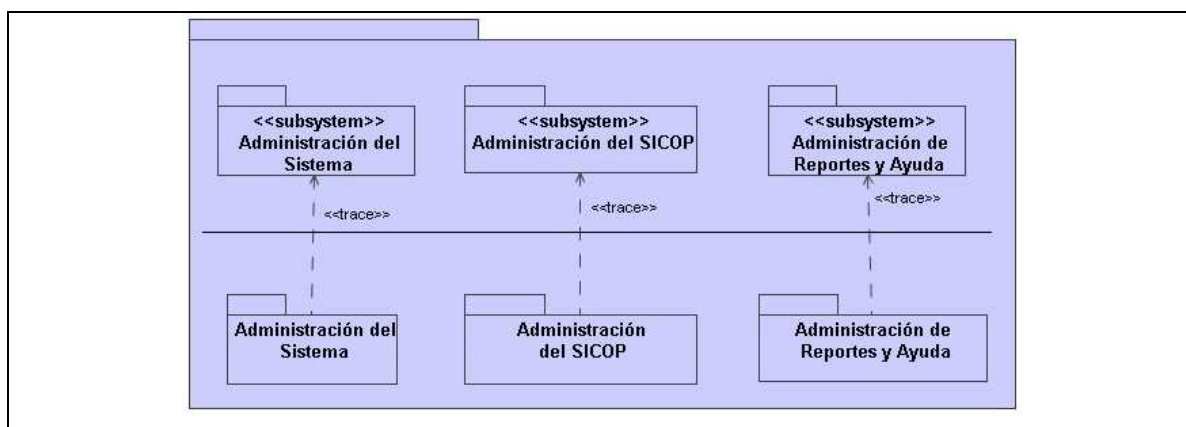 <<subsystem>>
Administración del
Sistema
<<subsystem>>
Administración del SICOP
<<subsystem>>
Administración de
Reportes y Ayuda
<<trace>>
<<trace>>
<<trace>>
Administración del
Sistema
Administración
del SICOP
Administración de
Reportes y Ayuda